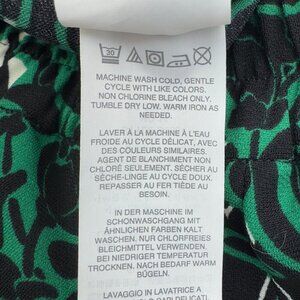 30
MACHINE WASH COLD, GENTLE
CYCLE WITH LIKE COLORS.
NON CHLORINE BLEACH ONLY.
TUMBLE DRY LOW. WARM IRON AS
NEEDED.
LAVER À LA MACHINE À L'EAU
FROIDE AU CYCLE DÉLICAT, AVEC
DES COULEURS SIMILAIRES.
AGENT DE BLANCHIMENT NON
CHLORÉ SEULEMENT. SÉCHER AU
SÈCHE-LINGE AU CYCLE DOUX.
REPASSER AU FER TIÈDE AU
BESOIN.
IN DER MASCHINE IM
SCHONWASCHGANG MIT
ÄHNLICHEN FARBEN KALT
WASCHEN. NUR CHLORFREIES
BLEICHMITTEL VERWENDEN.
BEI NIEDRIGER TEMPERATUR
TROCKNEN. NACH BEDARF WARM
BÜGELN.
LAVAGGIO IN LAVATRICE A
CAPI DELICATI